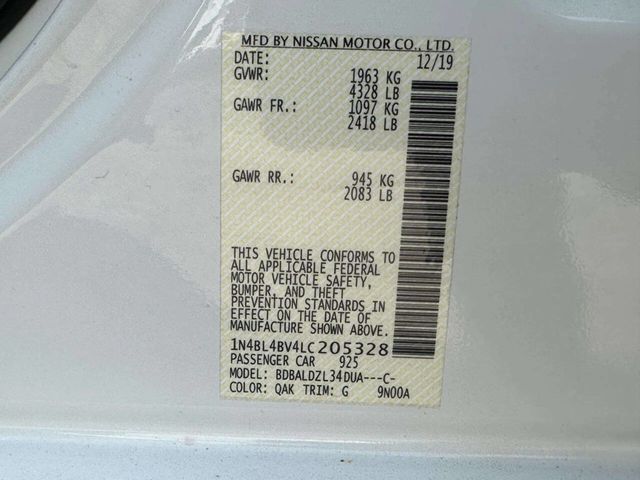 MFD BY NISSAN MOTOR CO., LTD.
DATE: 12/19
GVWR: 1963 KG
4328 LB
GAWR FR.: 1097 KG
2418 LB
GAWR RR.: 945 KG
2083 LB
THIS VEHICLE CONFORMS TO
ALL APPLICABLE FEDERAL
MOTOR VEHICLE SAFETY,
BUMPER, AND THEFT
PREVENTION STANDARDS IN
EFFECT ON THE DATE OF
MANUFACTURE SHOWN ABOVE.
1N4BL4BV4LC205328
PASSENGER CAR 925
MODEL: BDBALDZL34DUA---C-
COLOR: QAK TRIM: G 9N00A